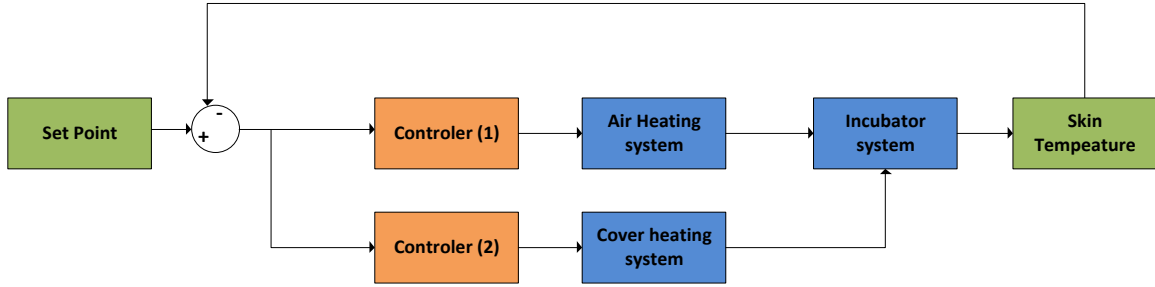 -
Set Point
+
Controler (1)
Air Heating
system
Incubator
system
Skin
Tempeature
Controler (2)
Cover heating
system